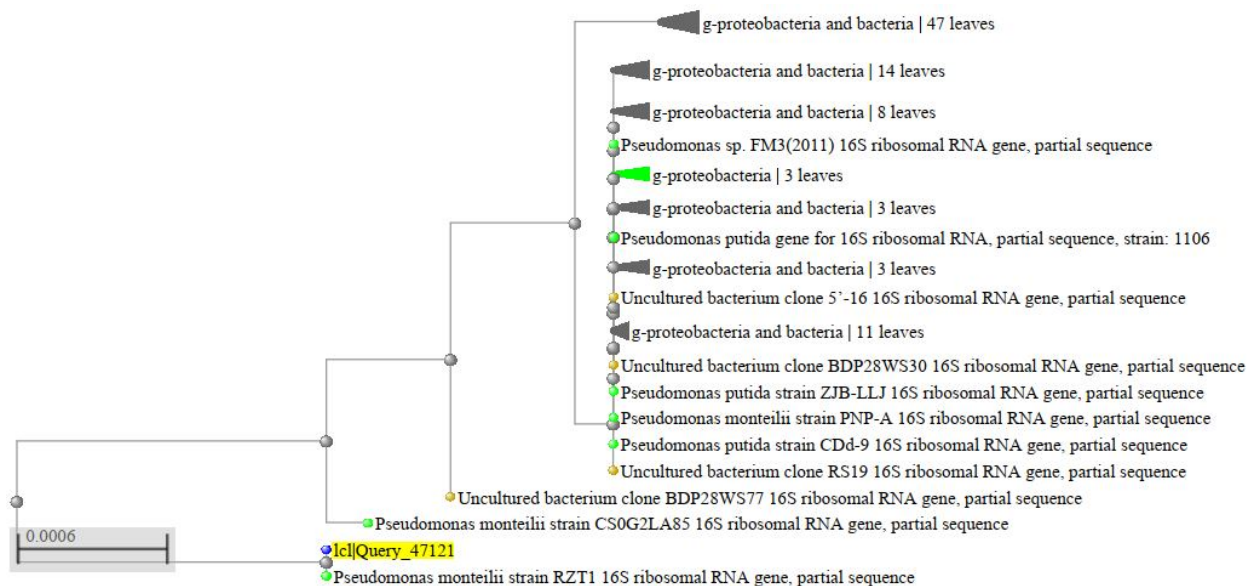 g-proteobacteria and bacteria | 47 leaves
g-proteobacteria and bacteria | 14 leaves
g-proteobacteria and bacteria | 8 leaves
Pseudomonas sp. FM3(2011) 16S ribosomal RNA gene, partial sequence
g-proteobacteria | 3 leaves
g-proteobacteria and bacteria | 3 leaves
Pseudomonas putida gene for 16S ribosomal RNA, partial sequence, strain: 1106
g-proteobacteria and bacteria | 3 leaves
Uncultured bacterium clone 5'-16 16S ribosomal RNA gene, partial sequence
g-proteobacteria and bacteria | 11 leaves
Uncultured bacterium clone BDP28WS30 16S ribosomal RNA gene, partial sequence
Pseudomonas putida strain ZJB-LLJ 16S ribosomal RNA gene, partial sequence
Pseudomonas monteilii strain PNP-A 16S ribosomal RNA gene, partial sequence
Pseudomonas putida strain CDd-9 16S ribosomal RNA gene, partial sequence
Uncultured bacterium clone RS19 16S ribosomal RNA gene, partial sequence
Uncultured bacterium clone BDP28WS77 16S ribosomal RNA gene, partial sequence
Pseudomonas monteilii strain CS0G2LA85 16S ribosomal RNA gene, partial sequence
0.0006
lcl|Query_47121
Pseudomonas monteilii strain RZT1 16S ribosomal RNA gene, partial sequence